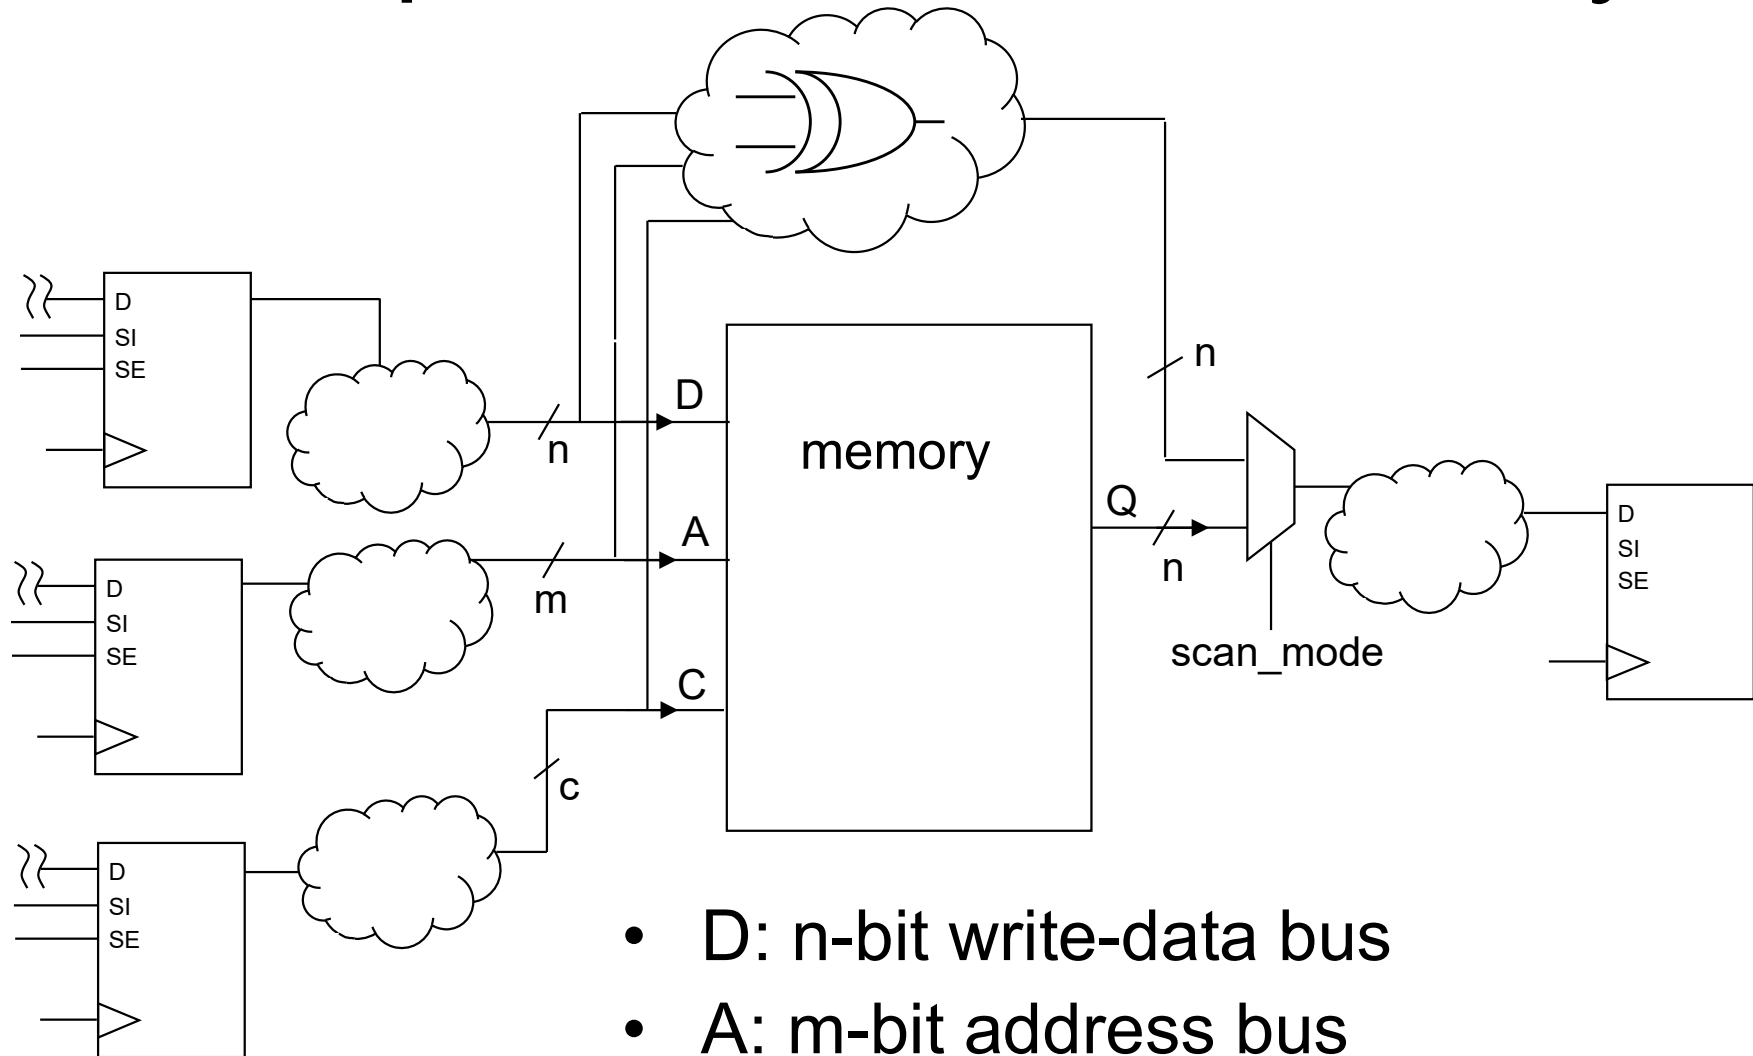 n
D
SI
SE
D
n
memory
n
Q
n
scan_mode
D
SI
SE
A
m
D
SI
SE
C
c
D
SI
SE
• D: n-bit write-data bus
• A: m-bit address bus